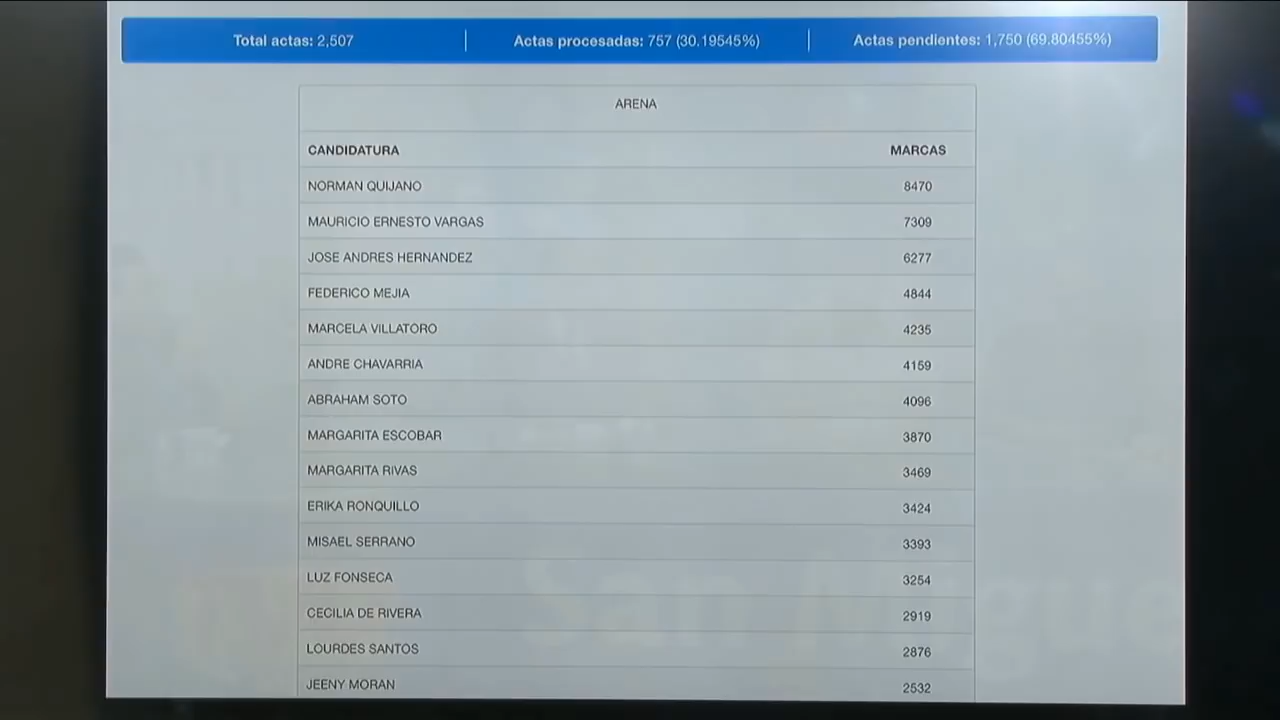 Total actas: 2,507 | Actas procesadas: 757 (30.19545%) | Actas pendientes: 1,750 (69.80455%)
ARENA
CANDIDATURA MARCAS
NORMAN QUIJANO 8470
MAURICIO ERNESTO VARGAS 7309
JOSE ANDRES HERNANDEZ 6277
FEDERICO MEJIA 4844
MARCELA VILLATORO 4235
ANDRE CHAVARRIA 4159
ABRAHAM SOTO 4096
MARGARITA ESCOBAR 3870
MARGARITA RIVAS 3469
ERIKA RONQUILLO 3424
MISAEL SERRANO 3393
LUZ FONSECA 3254
CECILIA DE RIVERA 2919
LOURDES SANTOS 2876
JEENY MORAN 2532